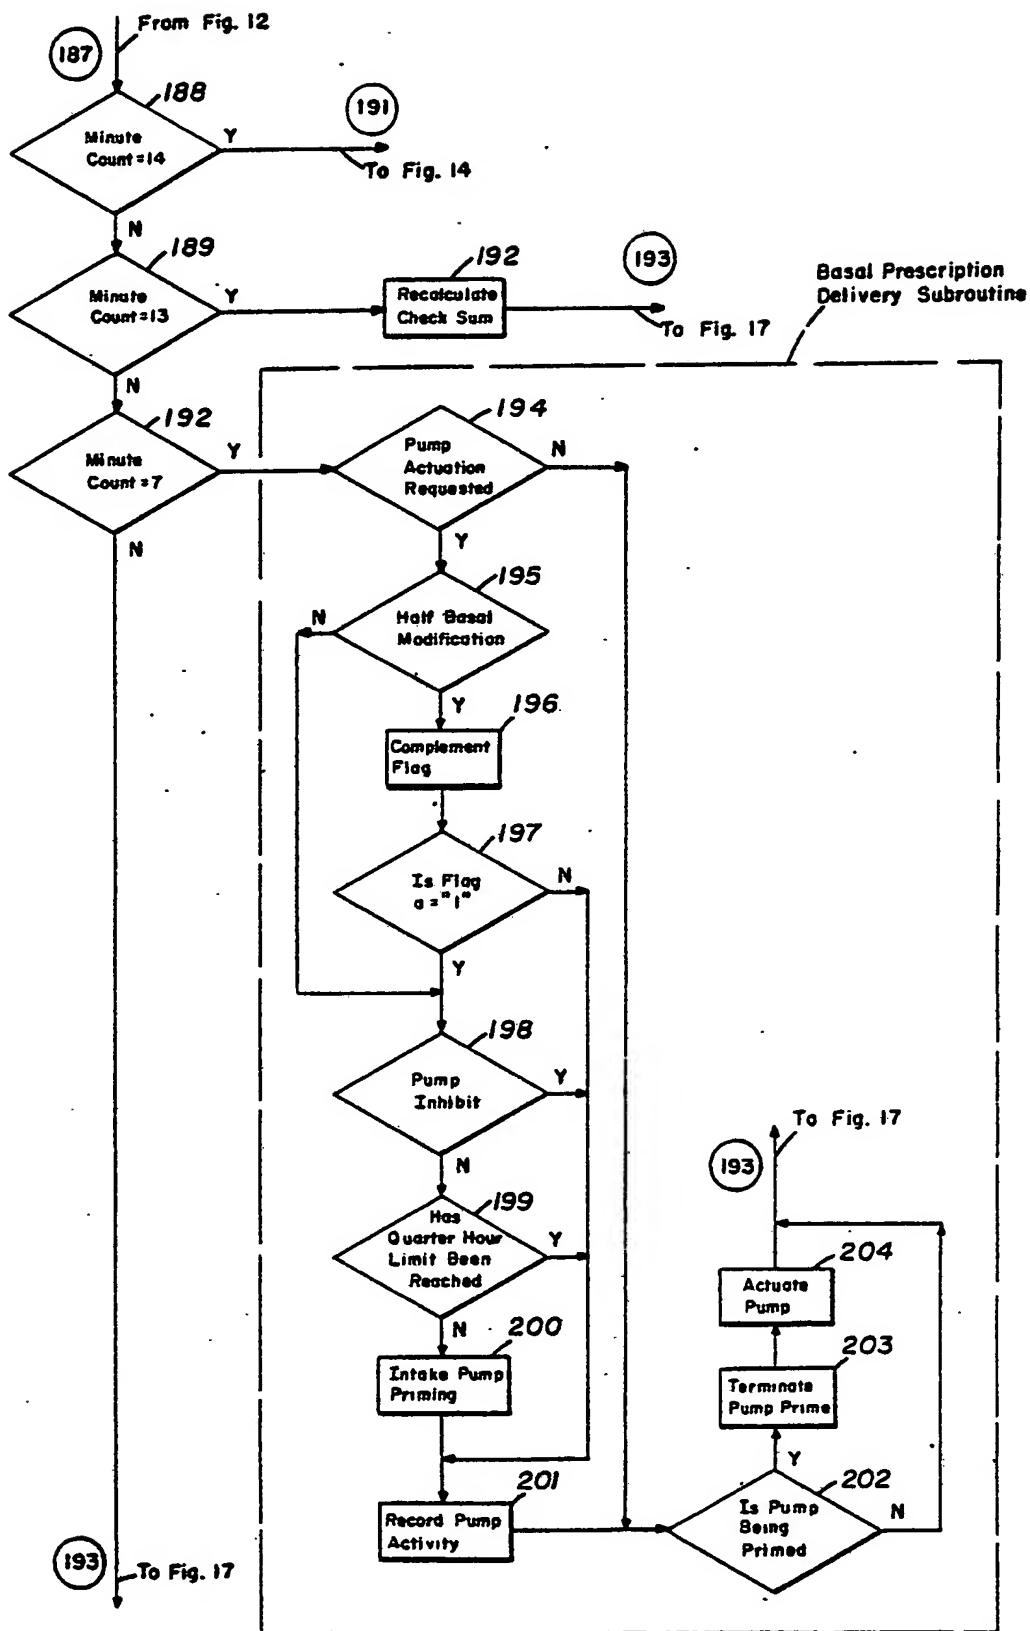 From Fig. 12
187
188
Minute
Count=14
Y
191
To Fig. 14
N
189
Minute
Count=13
Y
192
Recalculate
Check Sum
193
To Fig. 17
Basal Prescription
Delivery Subroutine
N
192
Minute
Count=7
Y
N
194
Pump
Actuation
Requested
N
Y
195
Half Basal
Modification
N
Y
196
Complement
Flag
197
Is Flag
a = "1"
N
Y
198
Pump
Inhibit
Y
N
199
Has
Quarter Hour
Limit Been
Reached
Y
N
200
Intake Pump
Priming
201
Record Pump
Activity
202
Is Pump
Being
Primed
N
Y
203
Terminate
Pump Prime
204
Actuate
Pump
193
To Fig. 17
193
To Fig. 17